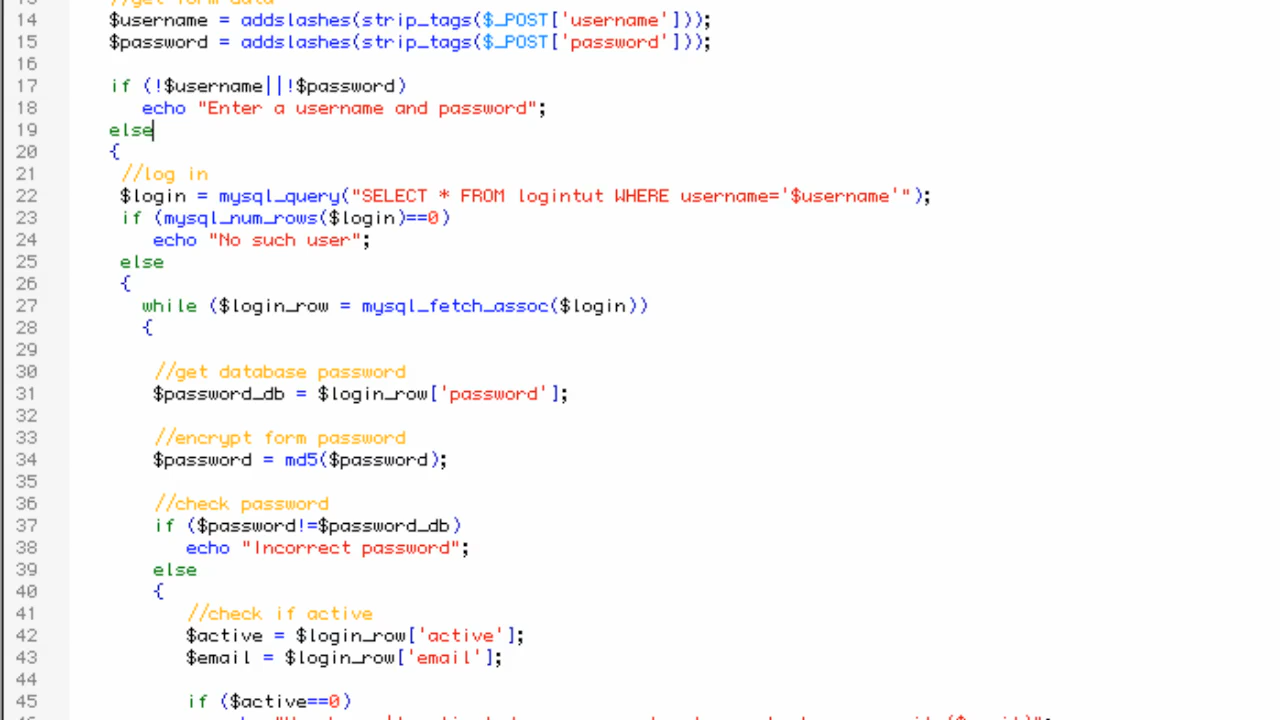 13 //get form data
14 $username = addslashes(strip_tags($_POST['username']));
15 $password = addslashes(strip_tags($_POST['password']));
16
17 if (!$username||!$password)
18 echo "Enter a username and password";
19 else
20 {
21 //log in
22 $login = mysql_query("SELECT * FROM logintut WHERE username='$username'");
23 if (mysql_num_rows($login)==0)
24 echo "No such user";
25 else
26 {
27 while ($login_row = mysql_fetch_assoc($login))
28 {
29
30 //get database password
31 $password_db = $login_row['password'];
32
33 //encrypt form password
34 $password = md5($password);
35
36 //check password
37 if ($password!=$password_db)
38 echo "Incorrect password";
39 else
40 {
41 //check if active
42 $active = $login_row['active'];
43 $email = $login_row['email'];
44
45 if ($active==0)